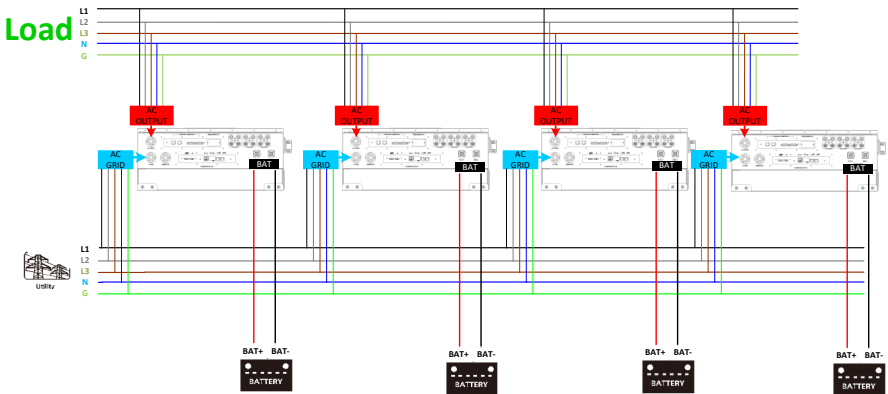 Load
L1
L2
L3
N
G
AC
OUTPUT
AC
OUTPUT
AC
OUTPUT
AC
OUTPUT
AC
GRID
BAT
AC
GRID
BAT
AC
GRID
BAT
AC
GRID
BAT
Utility
L1
L2
L3
N
G
BAT+ BAT-
BATTERY
BAT+ BAT-
BATTERY
BAT+ BAT-
BATTERY
BAT+ BAT-
BATTERY